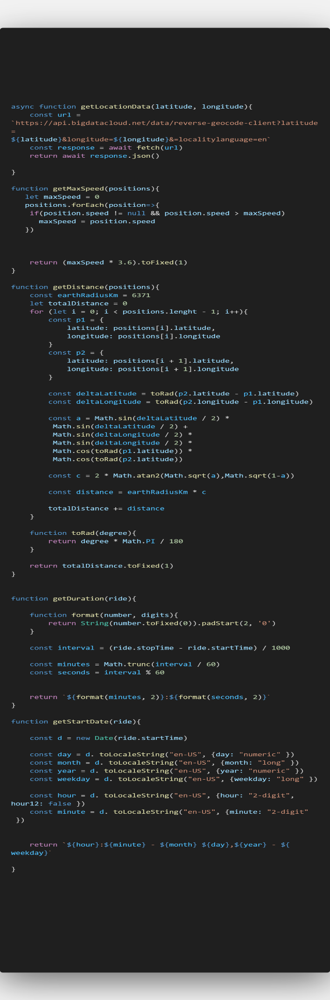 async function getLocationData(latitude, longitude){
    const url =
`https://api.bigdatacloud.net/data/reverse-geocode-client?latitude
=
${latitude}&longitude=${longitude}&=localitylanguage=en`
    const response = await fetch(url)
    return await response.json()

}

function getMaxSpeed(positions){
   let maxSpeed = 0
   positions.forEach(position=>{
    if(position.speed != null && position.speed > maxSpeed)
      maxSpeed = position.speed
   })

    return (maxSpeed * 3.6).toFixed(1)
}

function getDistance(positions){
    const earthRadiusKm = 6371
    let totalDistance = 0
    for (let i = 0; i < positions.lenght - 1; i++){
        const p1 = {
            latitude: positions[i].latitude,
            longitude: positions[i].longitude
        }
        const p2 = {
            latitude: positions[i + 1].latitude,
            longitude: positions[i + 1].longitude
        }

        const deltaLatitude = toRad(p2.latitude - p1.latitude)
        const deltaLongitude = toRad(p2.longitude - p1.longitude)

        const a = Math.sin(deltaLatitude / 2) *
         Math.sin(deltaLatitude / 2) +
         Math.sin(deltaLongitude / 2) *
         Math.sin(deltaLongitude / 2) *
         Math.cos(toRad(p1.latitude)) *
         Math.cos(toRad(p2.latitude))

        const c = 2 * Math.atan2(Math.sqrt(a),Math.sqrt(1-a))

        const distance = earthRadiusKm * c

        totalDistance += distance
    }

    function toRad(degree){
        return degree * Math.PI / 180
    }

    return totalDistance.toFixed(1)
}

function getDuration(ride){

    function format(number, digits){
        return String(number.toFixed(0)).padStart(2, '0')
    }

    const interval = (ride.stopTime - ride.startTime) / 1000

    const minutes = Math.trunc(interval / 60)
    const seconds = interval % 60

    return `${format(minutes, 2)}:${format(seconds, 2)}`
}

function getStartDate(ride){

    const d = new Date(ride.startTime)

    const day = d. toLocaleString("en-US", {day: "numeric" })
    const month = d. toLocaleString("en-US", {month: "long" })
    const year = d. toLocaleString("en-US", {year: "numeric" })
    const weekday = d. toLocaleString("en-US", {weekday: "long" })

    const hour = d. toLocaleString("en-US", {hour: "2-digit",
hour12: false })
    const minute = d. toLocaleString("en-US", {minute: "2-digit"
 })

    return `${hour}:${minute} - ${month} ${day},${year} - ${
weekday}`

}